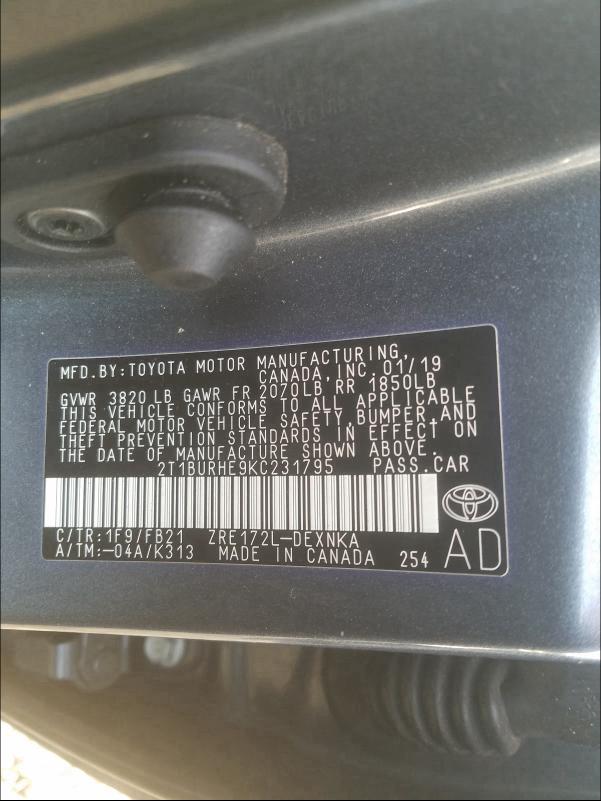 MFD.BY:TOYOTA MOTOR MANUFACTURING,
CANADA, INC. 01/19
GVWR 3820 LB GAWR FR 2070LB, RR 1850LB
THIS VEHICLE CONFORMS TO ALL APPLICABLE
FEDERAL MOTOR VEHICLE SAFETY, BUMPER, AND
THEFT PREVENTION STANDARDS IN EFFECT ON
THE DATE OF MANUFACTURE SHOWN ABOVE.
2T1BURHE9KC231795 PASS.CAR
C/TR:1F9/FB21 ZRE172L-DEXNKA
A/TM:-04A/K313 MADE IN CANADA 254 AD